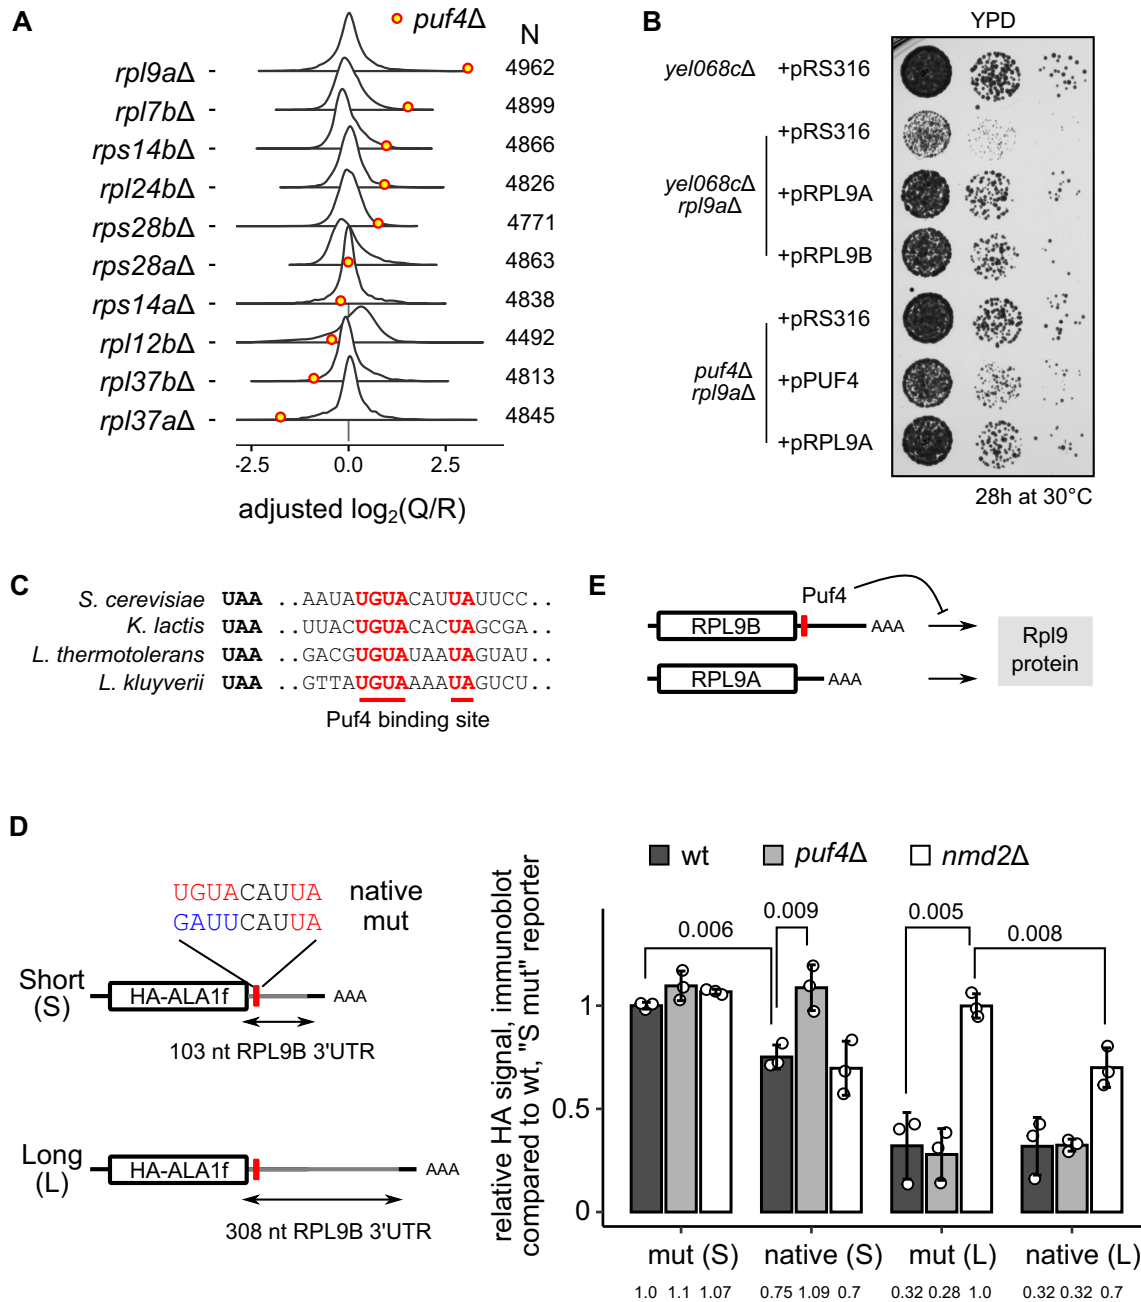 A
puf4Δ
N
rpl9aΔ - 4962
rpl7bΔ - 4899
rps14bΔ - 4866
rpl24bΔ - 4826
rps28bΔ - 4771
rps28aΔ - 4863
rps14aΔ - 4838
rpl12bΔ - 4492
rpl37bΔ - 4813
rpl37aΔ - 4845
-2.5 0.0 2.5
adjusted log2(Q/R)
B
YPD
yel068cΔ +pRS316
+pRS316
yel068cΔ
rpl9aΔ
+pRPL9A
+pRPL9B
+pRS316
puf4Δ
rpl9aΔ
+pPUF4
+pRPL9A
28h at 30°C
C
S. cerevisiae UAA ..AAUAUGUACAUUAUUCC..
K. lactis UAA ..UUACUGUACACUAGCGA..
L. thermotolerans UAA ..GACGUGUAUAAUAGUAU..
L. kluyverii UAA ..GUUAUGUAAAAUAGUCU..
Puf4 binding site
E
Puf4
RPL9B AAA
RPL9A AAA
Rpl9
protein
D
UGUACAUUA native
GAUUCAUUA mut
Short
(S)
HA-ALA1f AAA
103 nt RPL9B 3'UTR
Long
(L)
HA-ALA1f AAA
308 nt RPL9B 3'UTR
relative HA signal, immunoblot
compared to wt, "S mut" reporter
wt puf4Δ nmd2Δ
0.006 0.009 0.005 0.008
1
0.5
0
mut (S) native (S) mut (L) native (L)
1.0 1.1 1.07 0.75 1.09 0.7 0.32 0.28 1.0 0.32 0.32 0.7